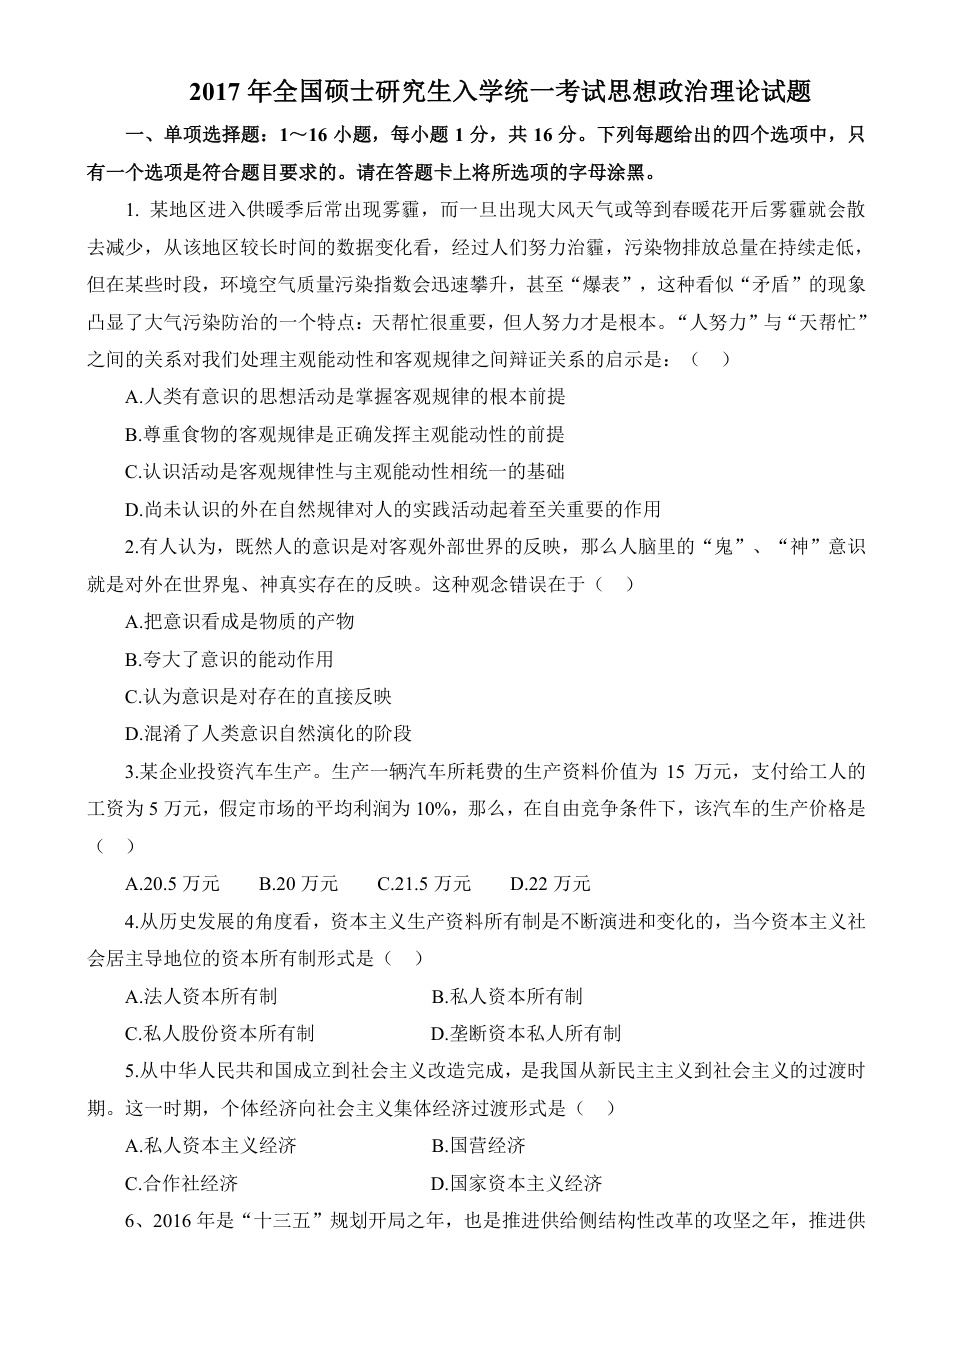 2017 年全国硕士研究生入学统一考试思想政治理论试题
一、单项选择题：1～16 小题，每小题 1 分，共 16 分。下列每题给出的四个选项中，只
有一个选项是符合题目要求的。请在答题卡上将所选项的字母涂黑。
1. 某地区进入供暖季后常出现雾霾，而一旦出现大风天气或等到春暖花开后雾霾就会散
去减少，从该地区较长时间的数据变化看，经过人们努力治霾，污染物排放总量在持续走低，
但在某些时段，环境空气质量污染指数会迅速攀升，甚至“爆表”，这种看似“矛盾”的现象
凸显了大气污染防治的一个特点：天帮忙很重要，但人努力才是根本。“人努力”与“天帮忙”
之间的关系对我们处理主观能动性和客观规律之间辩证关系的启示是：（ ）
A.人类有意识的思想活动是掌握客观规律的根本前提
B.尊重食物的客观规律是正确发挥主观能动性的前提
C.认识活动是客观规律性与主观能动性相统一的基础
D.尚未认识的外在自然规律对人的实践活动起着至关重要的作用
2.有人认为，既然人的意识是对客观外部世界的反映，那么人脑里的“鬼”、“神”意识
就是对外在世界鬼、神真实存在的反映。这种观念错误在于（ ）
A.把意识看成是物质的产物
B.夸大了意识的能动作用
C.认为意识是对存在的直接反映
D.混淆了人类意识自然演化的阶段
3.某企业投资汽车生产。生产一辆汽车所耗费的生产资料价值为 15 万元，支付给工人的
工资为 5 万元，假定市场的平均利润为 10%，那么，在自由竞争条件下，该汽车的生产价格是
（ ）
A.20.5 万元 B.20 万元 C.21.5 万元 D.22 万元
4.从历史发展的角度看，资本主义生产资料所有制是不断演进和变化的，当今资本主义社
会居主导地位的资本所有制形式是（ ）
A.法人资本所有制 B.私人资本所有制
C.私人股份资本所有制 D.垄断资本私人所有制
5.从中华人民共和国成立到社会主义改造完成，是我国从新民主主义到社会主义的过渡时
期。这一时期，个体经济向社会主义集体经济过渡形式是（ ）
A.私人资本主义经济 B.国营经济
C.合作社经济 D.国家资本主义经济
6、2016 年是“十三五”规划开局之年，也是推进供给侧结构性改革的攻坚之年，推进供